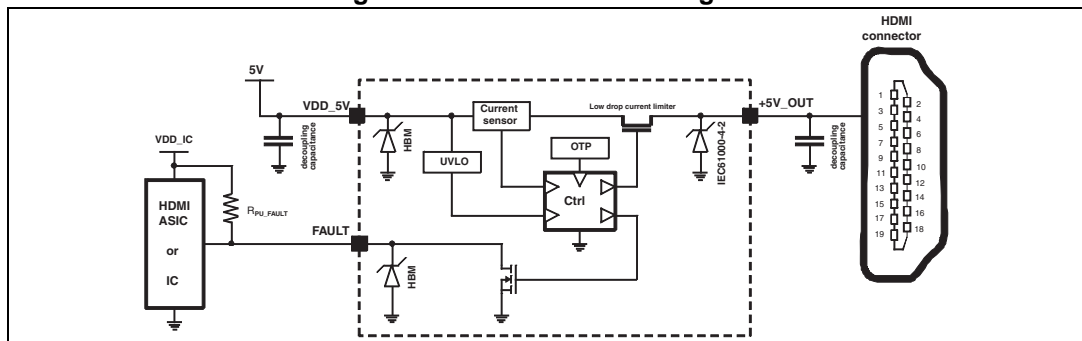 HDMI
connector
5V
VDD_5V
Current
sensor
Low drop current limiter
+5V_OUT
decoupling
capacitance
HBM
UVLO
OTP
IEC61000-4-2
decoupling
capacitance
VDD_IC
HDMI
ASIC
or
IC
RPU_FAULT
FAULT
Ctrl
HBM
1
2
3
4
5
6
7
8
9
10
11
12
13
14
15
16
17
18
19